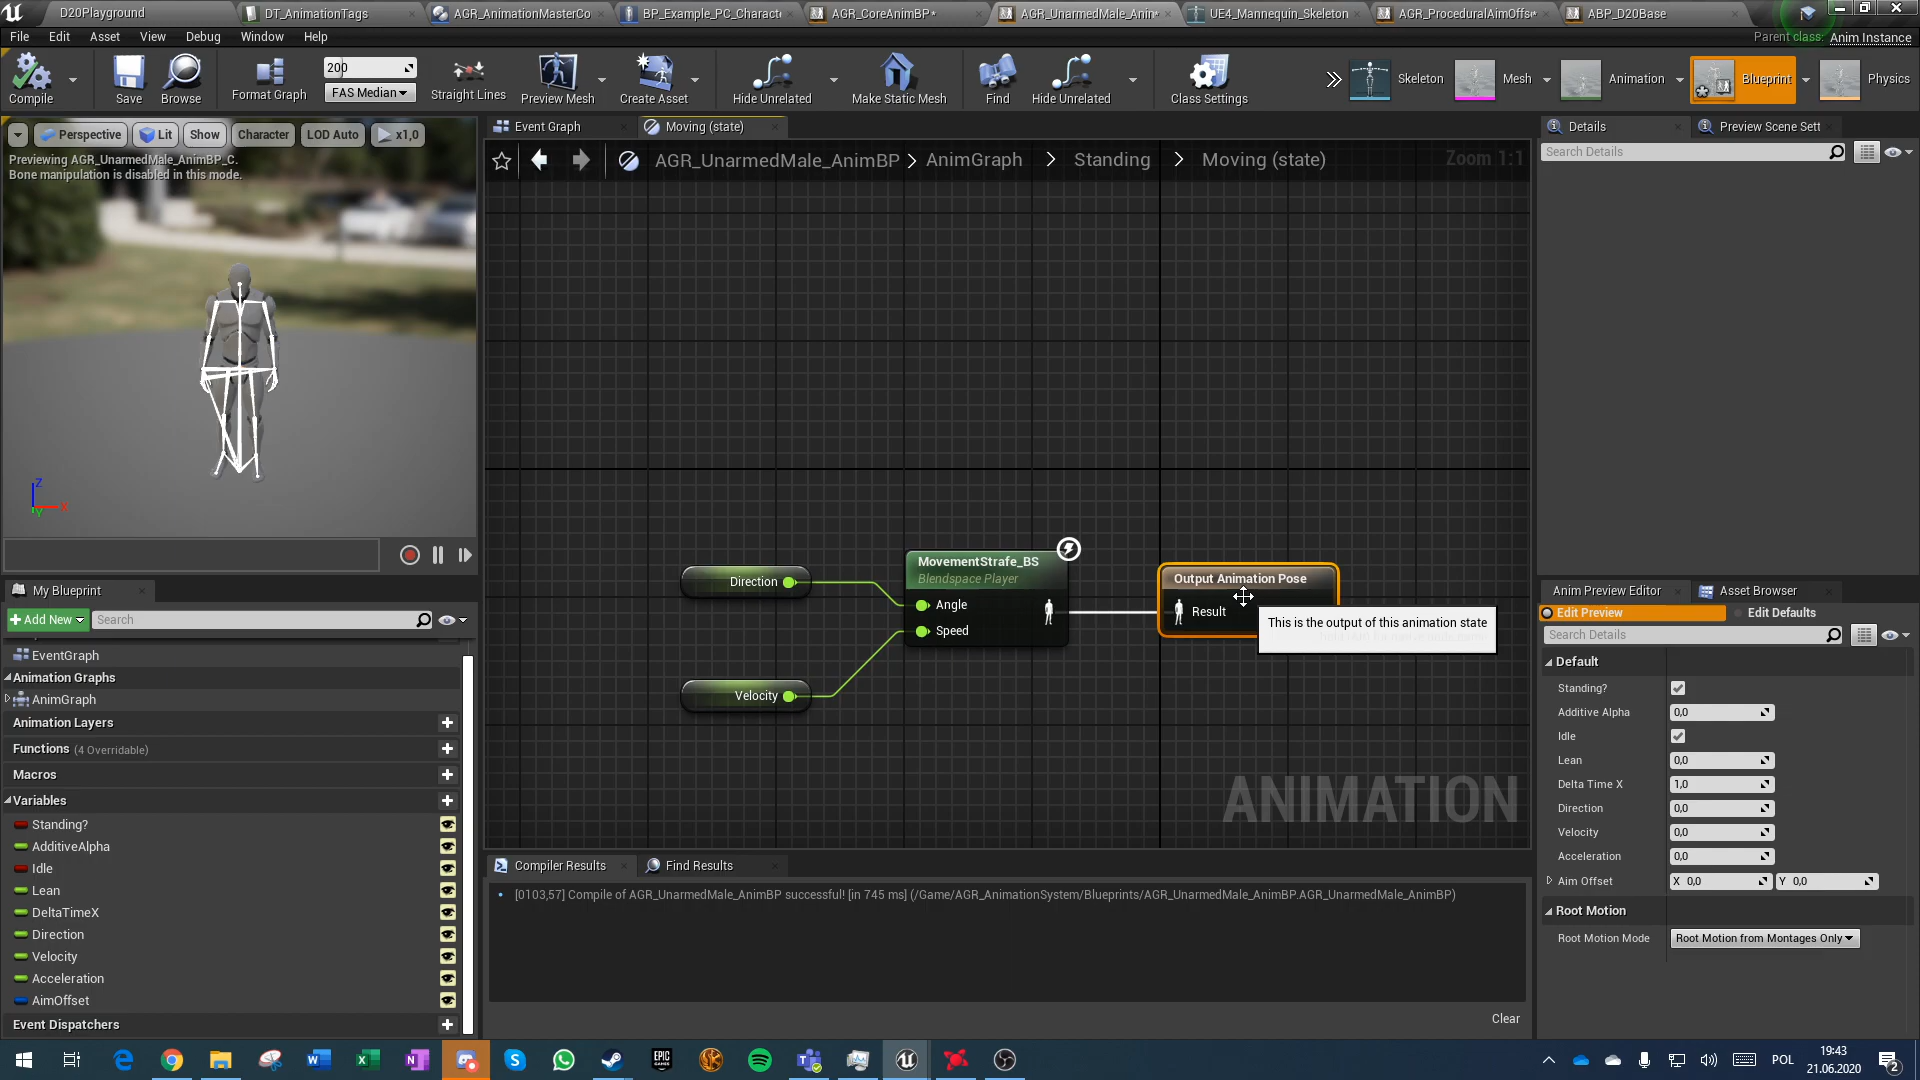 D20Playground
DT_AnimationTags
AGR_AnimationMasterCo
BP_Example_PC_Charact
AGR_CoreAnimBP*
AGR_UnarmedMale_Anin*
UE4_Mannequin_Skeleton
AGR_ProceduralAimOffs*
ABP_D20Base
File Edit Asset View Debug Window Help
Parent class: Anim Instance
Compile
Save
Browse
Format Graph
200
FAS Median
Straight Lines
Preview Mesh
Create Asset
Hide Unrelated
Make Static Mesh
Find
Hide Unrelated
Class Settings
Skeleton
Mesh
Animation
Blueprint
Physics
Perspective
Lit
Show
Character
LOD Auto
x1,0
Previewing AGR_UnarmedMale_AnimBP_C.
Bone manipulation is disabled in this mode.
Z
X
Y
Event Graph
Moving (state)
AGR_UnarmedMale_AnimBP > AnimGraph > Standing > Moving (state)
Zoom 1:1
Direction
Velocity
MovementStrafe_BS
Blendspace Player
Angle
Speed
Output Animation Pose
Result
This is the output of this animation state
ANIMATION
My Blueprint
Add New
Search
EventGraph
Animation Graphs
AnimGraph
Animation Layers
Functions (4 Overridable)
Macros
Variables
Standing?
AdditiveAlpha
Idle
Lean
DeltaTimeX
Direction
Velocity
Acceleration
AimOffset
Event Dispatchers
Compiler Results
Find Results
[0103,57] Compile of AGR_UnarmedMale_AnimBP successful! [in 745 ms] (/Game/AGR_AnimationSystem/Blueprints/AGR_UnarmedMale_AnimBP.AGR_UnarmedMale_AnimBP)
Clear
Details
Preview Scene Sett
Search Details
Anim Preview Editor
Asset Browser
Edit Preview
Edit Defaults
Search Details
Default
Standing?
Additive Alpha 0,0
Idle
Lean 0,0
Delta Time X 1,0
Direction 0,0
Velocity 0,0
Acceleration 0,0
Aim Offset X 0,0 Y 0,0
Root Motion
Root Motion Mode Root Motion from Montages Only
POL
19:43
21.06.2020
2